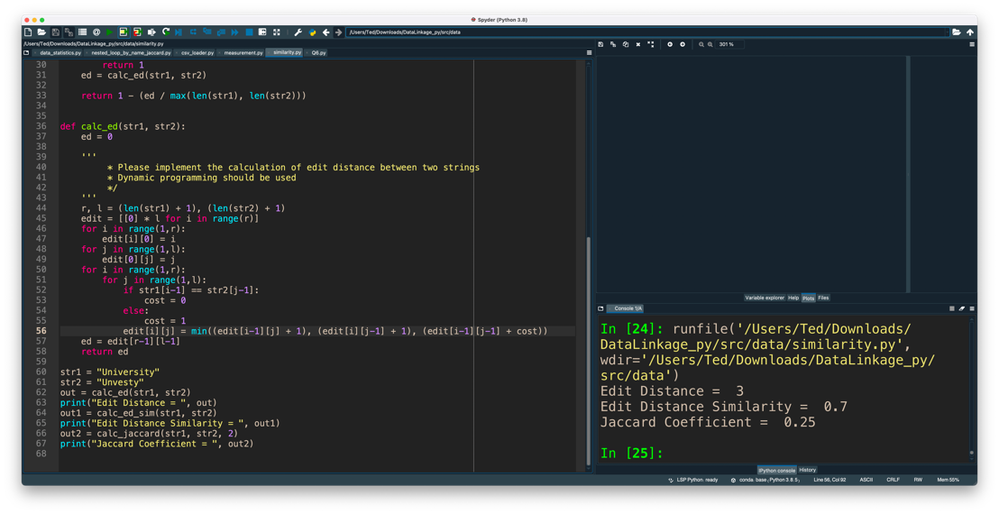 Spyder (Python 3.8)
/Users/Ted/Downloads/DataLinkage_py/src/data
/Users/Ted/Downloads/DataLinkage_py/src/data/similarity.py
data_statistics.py nested_loop_by_name_jaccard.py csv_loader.py measurement.py similarity.py Q6.py
30 return 1
31 ed = calc_ed(str1, str2)
32
33 return 1 - (ed / max(len(str1), len(str2)))
34
35
36 def calc_ed(str1, str2):
37 ed = 0
38
39 '''
40 * Please implement the calculation of edit distance between two strings
41 * Dynamic programming should be used
42 */
43 '''
44 r, l = (len(str1) + 1), (len(str2) + 1)
45 edit = [[0] * l for i in range(r)]
46 for i in range(1,r):
47 edit[i][0] = i
48 for j in range(1,l):
49 edit[0][j] = j
50 for i in range(1,r):
51 for j in range(1,l):
52 if str1[i-1] == str2[j-1]:
53 cost = 0
54 else:
55 cost = 1
56 edit[i][j] = min((edit[i-1][j] + 1), (edit[i][j-1] + 1), (edit[i-1][j-1] + cost))
57 ed = edit[r-1][l-1]
58 return ed
59
60 str1 = "University"
61 str2 = "Unvesty"
62 out = calc_ed(str1, str2)
63 print("Edit Distance = ", out)
64 out1 = calc_ed_sim(str1, str2)
65 print("Edit Distance Similarity = ", out1)
66 out2 = calc_jaccard(str1, str2, 2)
67 print("Jaccard Coefficient = ", out2)
68
301 %
Variable explorer Help Plots Files
Console 1/A
In [24]: runfile('/Users/Ted/Downloads/
DataLinkage_py/src/data/similarity.py',
wdir='/Users/Ted/Downloads/DataLinkage_py/
src/data')
Edit Distance = 3
Edit Distance Similarity = 0.7
Jaccard Coefficient = 0.25
In [25]:
IPython console History
LSP Python: ready conda: base (Python 3.8.5) Line 56, Col 92 ASCII CRLF RW Mem 55%